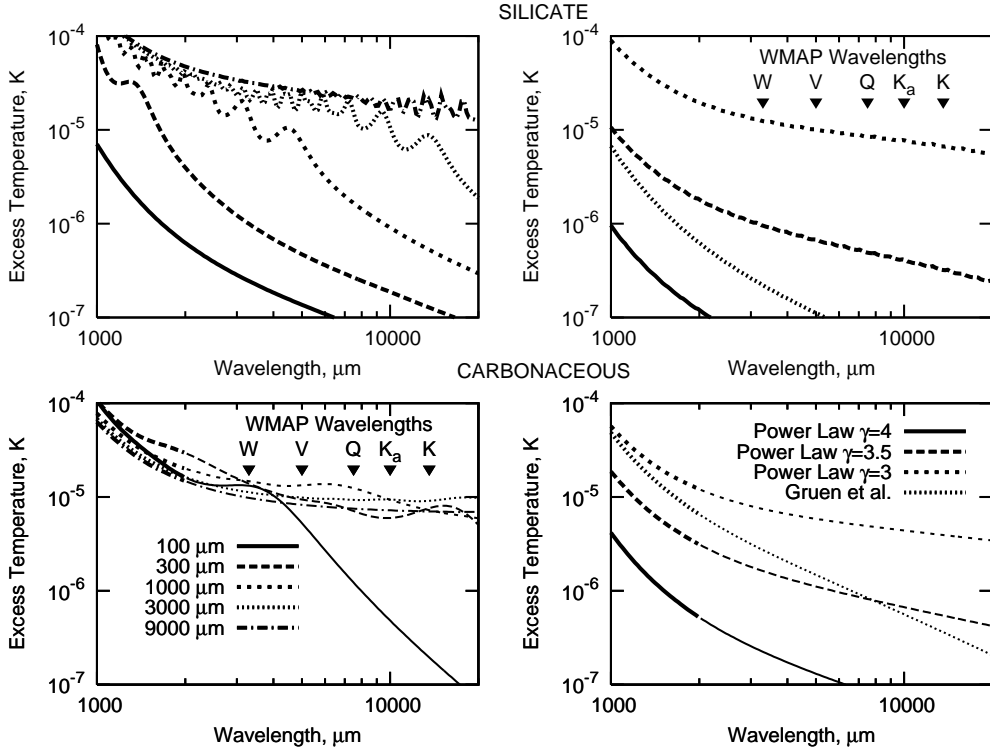 SILICATE
Excess Temperature, K
10-4
10-5
10-6
10-7
1000
10000
Wavelength, μm
Excess Temperature, K
10-4
10-5
10-6
10-7
WMAP Wavelengths
W V Q Ka K
1000
10000
Wavelength, μm
CARBONACEOUS
Excess Temperature, K
10-4
10-5
10-6
10-7
WMAP Wavelengths
W V Q Ka K
100 μm
300 μm
1000 μm
3000 μm
9000 μm
1000
10000
Wavelength, μm
Excess Temperature, K
10-4
10-5
10-6
10-7
Power Law γ=4
Power Law γ=3.5
Power Law γ=3
Gruen et al.
1000
10000
Wavelength, μm